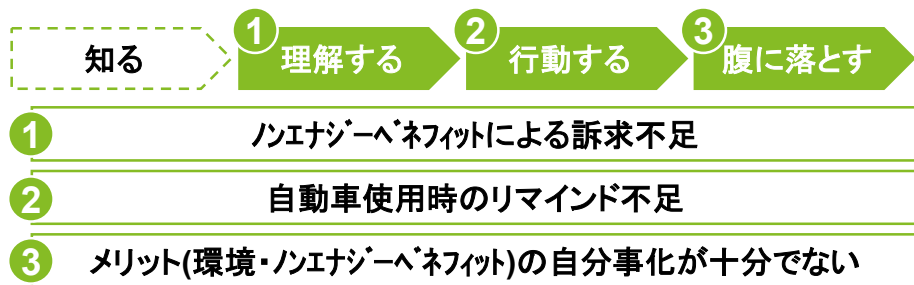 知る
1 理解する
2 行動する
3 腹に落とす
1 ﾉﾝｴﾅｼﾞｰﾍﾞﾈﾌｨｯﾄによる訴求不足
2 自動車使用時のリマインド不足
3 メリット(環境・ﾉﾝｴﾅｼﾞｰﾍﾞﾈﾌｨｯﾄ)の自分事化が十分でない